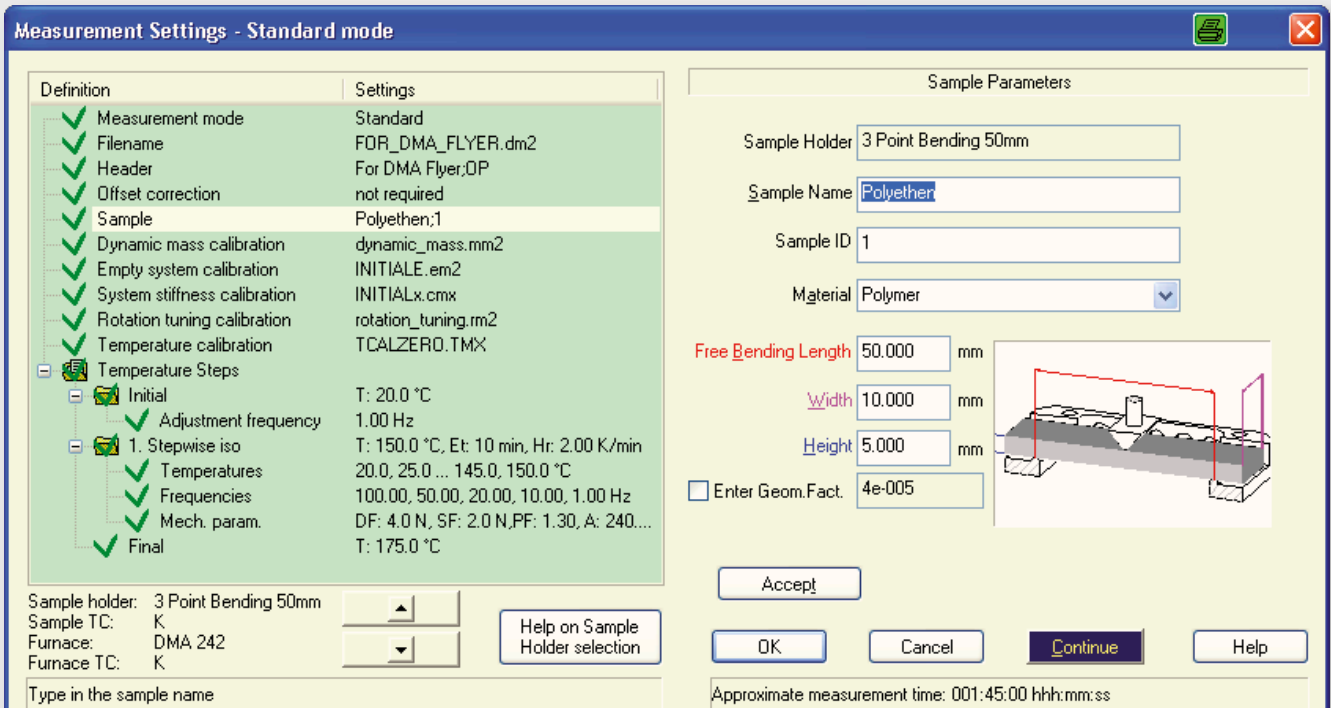 Measurement Settings - Standard mode
Definition Settings
Measurement mode Standard
Filename FOR_DMA_FLYER.dm2
Header For DMA Flyer;OP
Offset correction not required
Sample Polyethen;1
Dynamic mass calibration dynamic_mass.mm2
Empty system calibration INITIALE.em2
System stiffness calibration INITIALx.cmx
Rotation tuning calibration rotation_tuning.rm2
Temperature calibration TCALZERO.TMX
Temperature Steps
Initial T: 20.0 °C
Adjustment frequency 1.00 Hz
1. Stepwise iso T: 150.0 °C, Et: 10 min, Hr: 2.00 K/min
Temperatures 20.0, 25.0 ... 145.0, 150.0 °C
Frequencies 100.00, 50.00, 20.00, 10.00, 1.00 Hz
Mech. param. DF: 4.0 N, SF: 2.0 N,PF: 1.30, A: 240....
Final T: 175.0 °C
Sample holder: 3 Point Bending 50mm
Sample TC: K
Furnace: DMA 242
Furnace TC: K
Help on Sample
Holder selection
Type in the sample name
Sample Parameters
Sample Holder 3 Point Bending 50mm
Sample Name Polyethen
Sample ID 1
Material Polymer
Free Bending Length 50.000 mm
Width 10.000 mm
Height 5.000 mm
Enter Geom.Fact. 4e-005
Accept
OK Cancel Continue Help
Approximate measurement time: 001:45:00 hhh:mm:ss